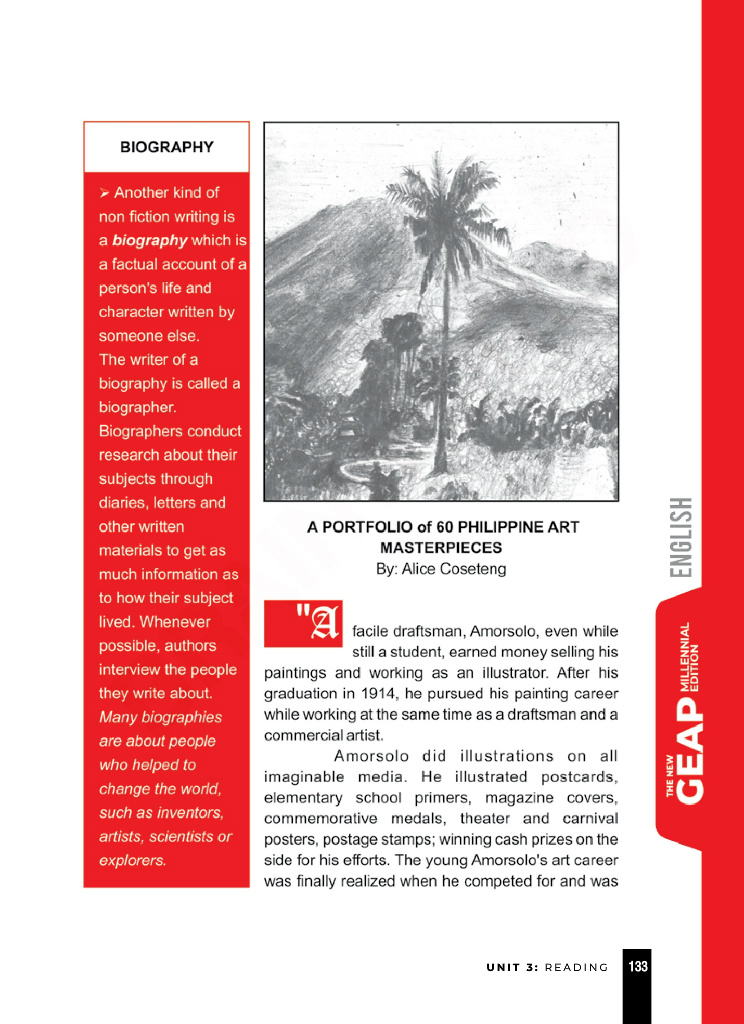 BIOGRAPHY
➢ Another kind of
non fiction writing is
a biography which is
a factual account of a
person's life and
character written by
someone else.
The writer of a
biography is called a
biographer.
Biographers conduct
research about their
subjects through
diaries, letters and
other written
materials to get as
much information as
to how their subject
lived. Whenever
possible, authors
interview the people
they write about.
Many biographies
are about people
who helped to
change the world,
such as inventors,
artists, scientists or
explorers.
A PORTFOLIO of 60 PHILIPPINE ART
MASTERPIECES
By: Alice Coseteng
"A facile draftsman, Amorsolo, even while
still a student, earned money selling his
paintings and working as an illustrator. After his
graduation in 1914, he pursued his painting career
while working at the same time as a draftsman and a
commercial artist.
Amorsolo did illustrations on all
imaginable media. He illustrated postcards,
elementary school primers, magazine covers,
commemorative medals, theater and carnival
posters, postage stamps; winning cash prizes on the
side for his efforts. The young Amorsolo's art career
was finally realized when he competed for and was
ENGLISH
THE NEW
GEAP
MILLENNIAL
EDITION
UNIT 3: READING
133